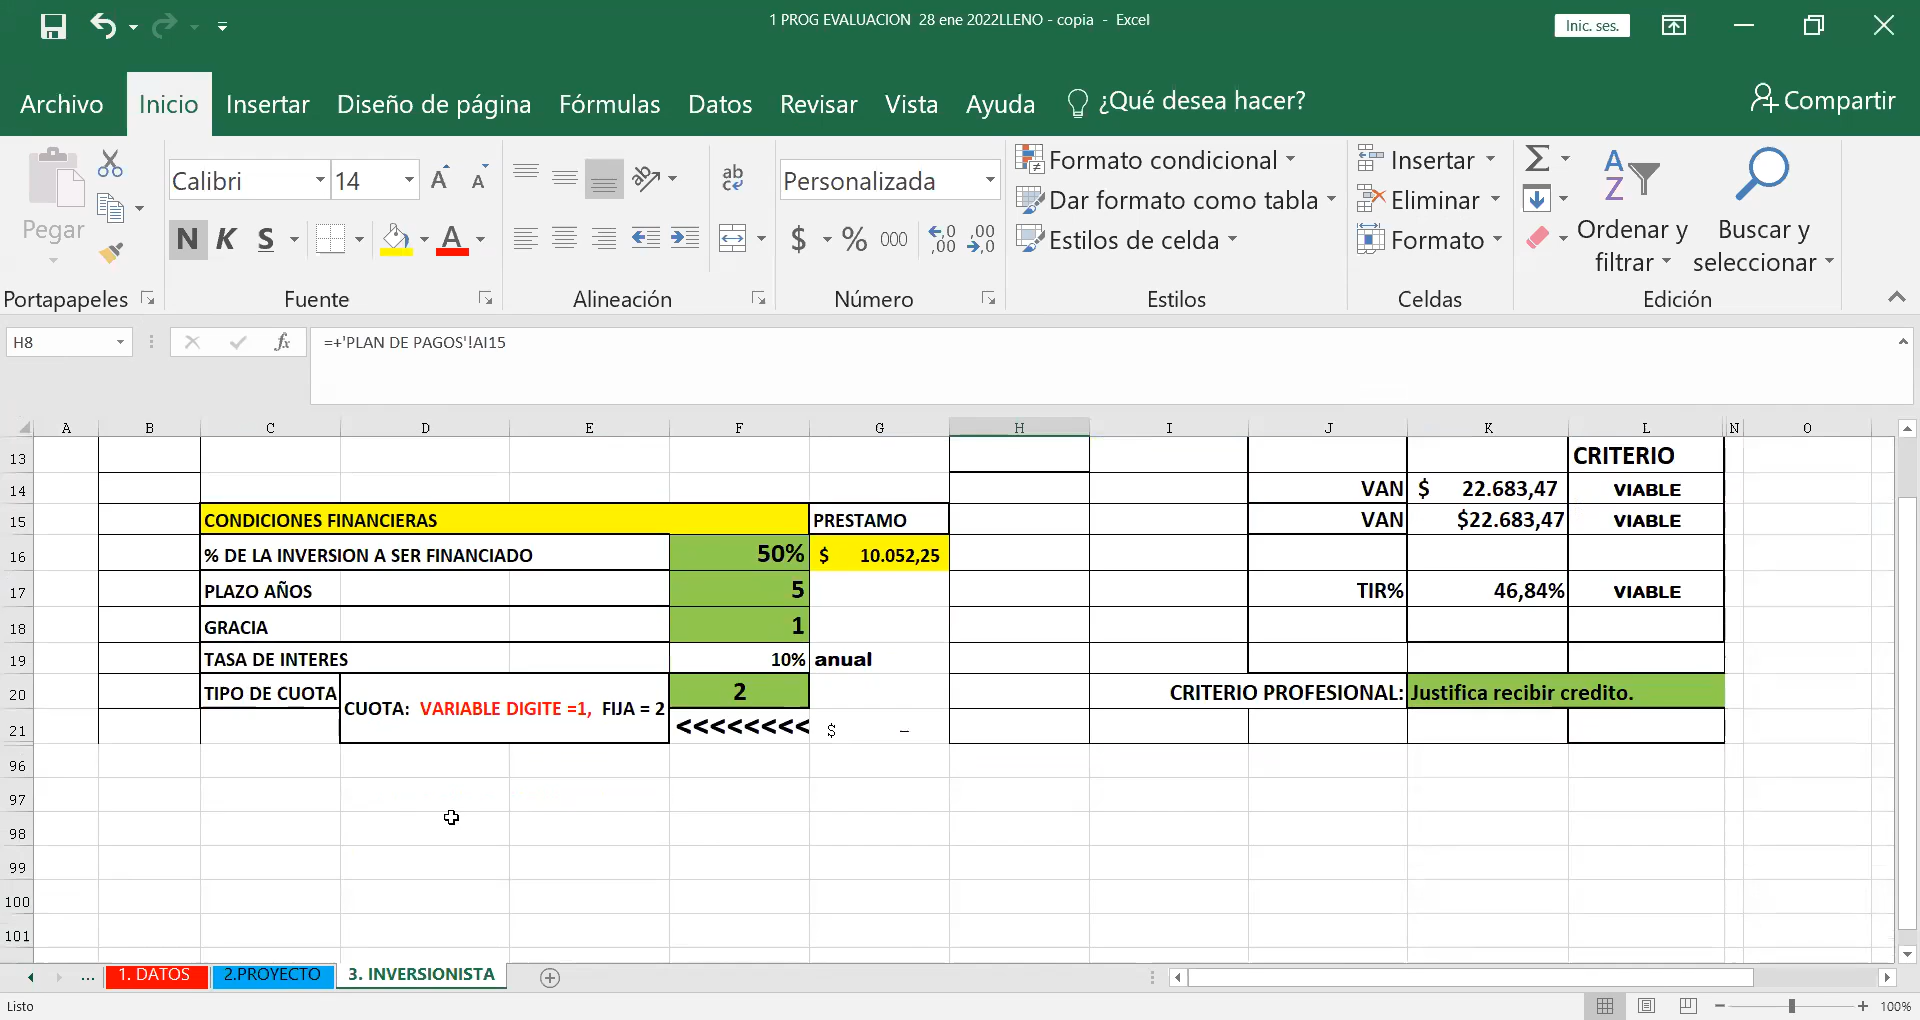 1 PROG EVALUACION 28 ene 2022LLENO - copia - Excel
Inic. ses.
Archivo Inicio Insertar Diseño de página Fórmulas Datos Revisar Vista Ayuda ¿Qué desea hacer? Compartir
Pegar
Calibri 14
N K S
Personalizada
$ % 000
Formato condicional
Dar formato como tabla
Estilos de celda
Insertar
Eliminar
Formato
Ordenar y filtrar
Buscar y seleccionar
Portapapeles Fuente Alineación Número Estilos Celdas Edición
H8 fx =+'PLAN DE PAGOS'!AI15
A B C D E F G H I J K L N O
13 CRITERIO
14 VAN $ 22.683,47 VIABLE
15 CONDICIONES FINANCIERAS PRESTAMO VAN $22.683,47 VIABLE
16 % DE LA INVERSION A SER FINANCIADO 50% $ 10.052,25
17 PLAZO AÑOS 5 TIR% 46,84% VIABLE
18 GRACIA 1
19 TASA DE INTERES 10% anual
20 TIPO DE CUOTA CUOTA: VARIABLE DIGITE =1, FIJA = 2 2 CRITERIO PROFESIONAL: Justifica recibir credito.
21 <<<<<<<< $ –
96
97
98
99
100
101
... 1. DATOS 2.PROYECTO 3. INVERSIONISTA
Listo 100%